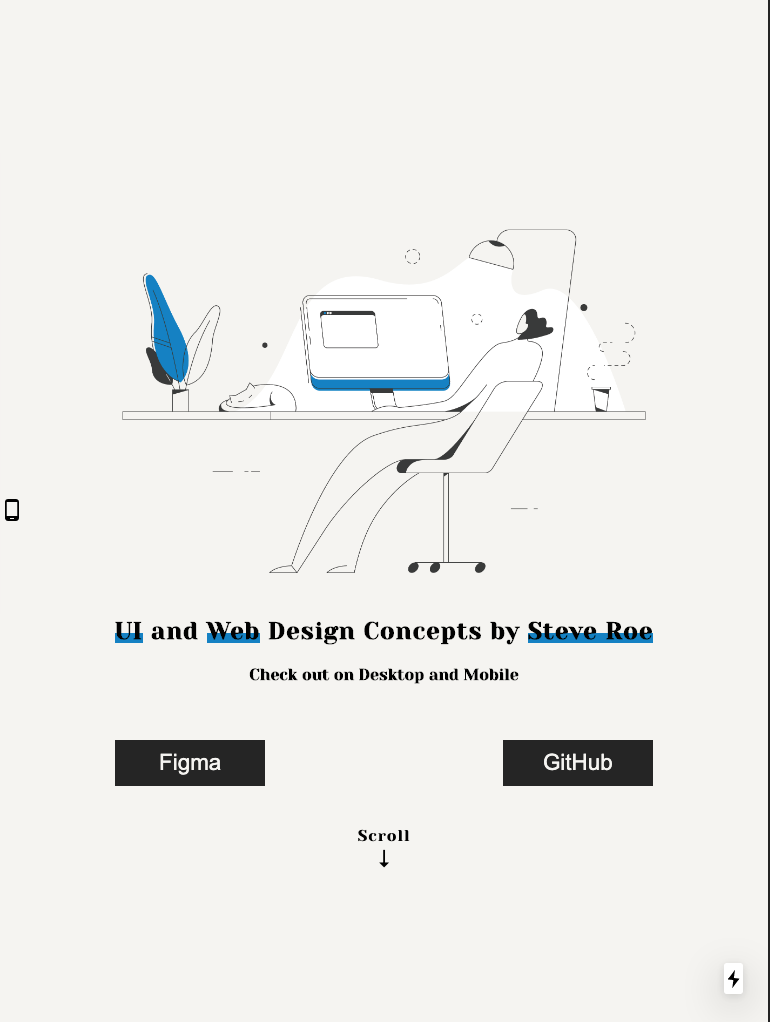 UI and Web Design Concepts by Steve Roe
Check out on Desktop and Mobile
Figma
GitHub
Scroll